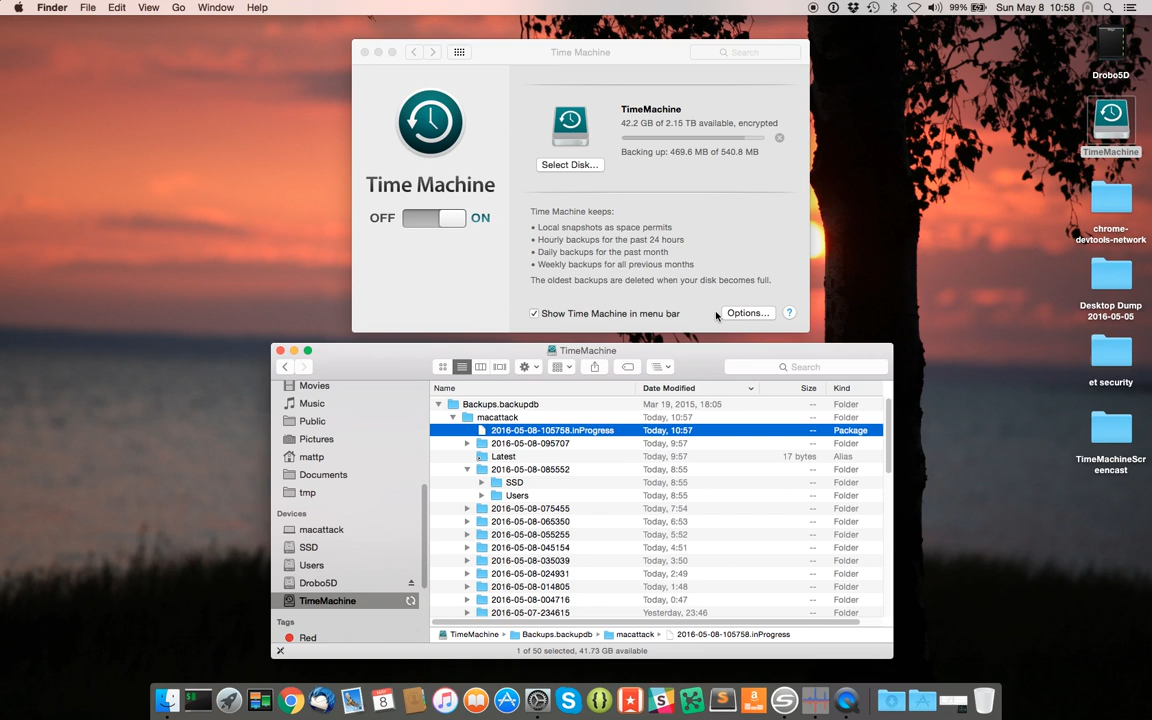 Finder File Edit View Go Window Help 99% Sun May 8 10:58
Time Machine Search
Drobo5D
TimeMachine
42.2 GB of 2.15 TB available, encrypted
Backing up: 469.6 MB of 540.8 MB
Select Disk...
Time Machine
OFF ON
Time Machine keeps:
• Local snapshots as space permits
• Hourly backups for the past 24 hours
• Daily backups for the past month
• Weekly backups for all previous months
The oldest backups are deleted when your disk becomes full.
Show Time Machine in menu bar Options... ?
TimeMachine
chrome-
devtools-network
Desktop Dump
2016-05-05
et security
TimeMachineScr
eencast
TimeMachine
Search
Movies
Music
Public
Pictures
mattp
Documents
tmp
Devices
macattack
SSD
Users
Drobo5D
TimeMachine
Tags
Red
Name Date Modified Size Kind
Backups.backupdb Mar 19, 2015, 18:05 -- Folder
macattack Today, 10:57 -- Folder
2016-05-08-105758.inProgress Today, 10:57 -- Package
2016-05-08-095707 Today, 9:57 -- Folder
Latest Today, 9:57 17 bytes Alias
2016-05-08-085552 Today, 8:55 -- Folder
SSD Today, 8:55 -- Folder
Users Today, 8:55 -- Folder
2016-05-08-075455 Today, 7:54 -- Folder
2016-05-08-065350 Today, 6:53 -- Folder
2016-05-08-055255 Today, 5:52 -- Folder
2016-05-08-045154 Today, 4:51 -- Folder
2016-05-08-035039 Today, 3:50 -- Folder
2016-05-08-024931 Today, 2:49 -- Folder
2016-05-08-014805 Today, 1:48 -- Folder
2016-05-08-004716 Today, 0:47 -- Folder
2016-05-07-234615 Yesterday, 23:46 -- Folder
TimeMachine Backups.backupdb macattack 2016-05-08-105758.inProgress
1 of 50 selected, 41.73 GB available